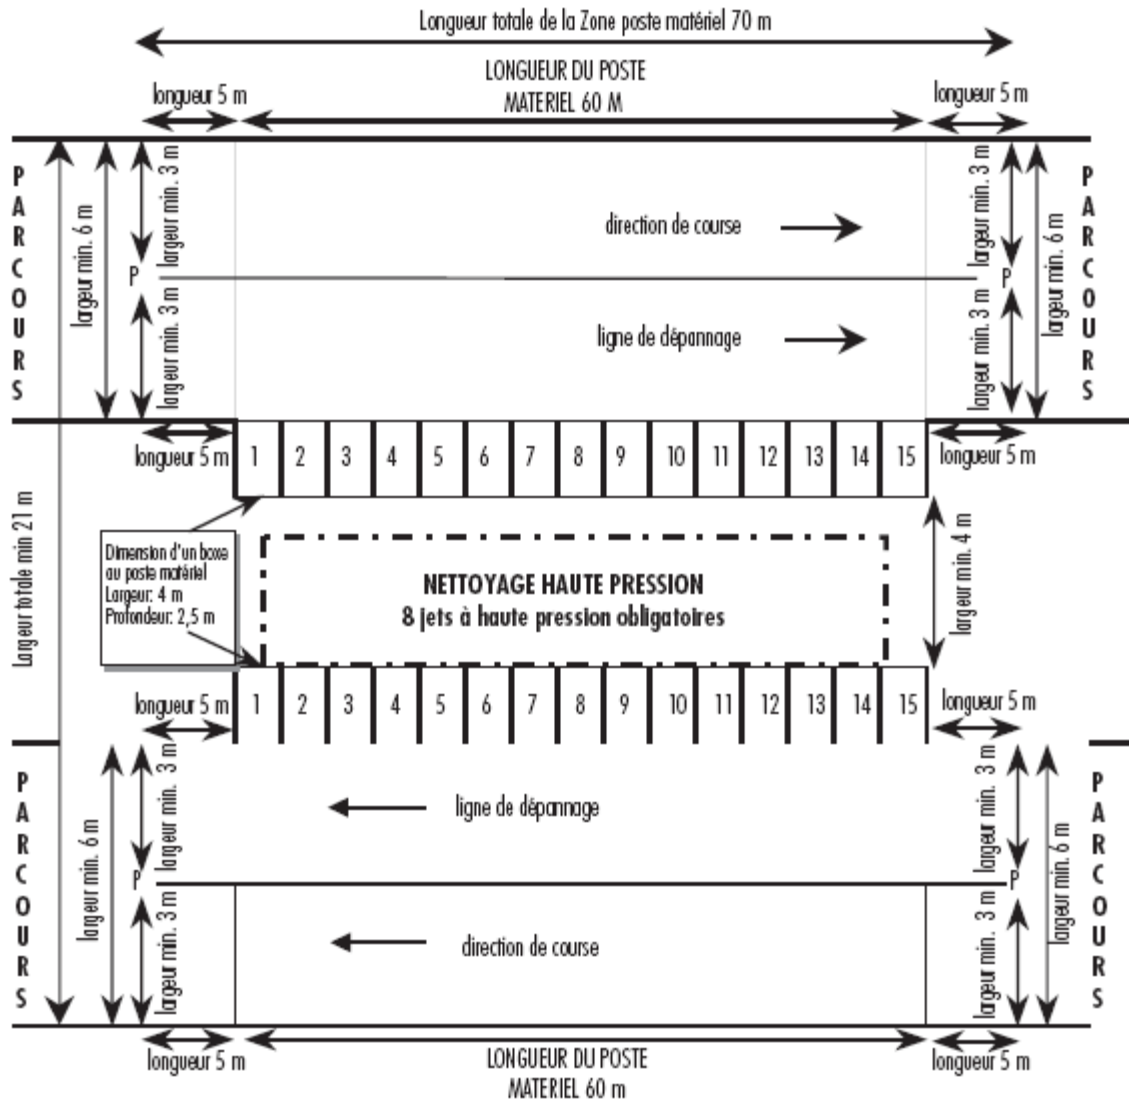 Longueur totale de la Zone poste matériel 70 m
LONGUEUR DU POSTE
MATERIEL 60 M
longueur 5 m
longueur 5 m
PARCOURS
largeur min. 6 m
largeur min. 3 m
P
largeur min. 3 m
direction de course
ligne de dépannage
largeur min. 3 m
P
largeur min. 3 m
largeur min. 6 m
PARCOURS
longueur 5 m
1 2 3 4 5 6 7 8 9 10 11 12 13 14 15
longueur 5 m
Largeur totale min 21 m
Dimension d'un boxe
au poste matériel
Largeur: 4 m
Profondeur: 2,5 m
NETTOYAGE HAUTE PRESSION
8 jets à haute pression obligatoires
largeur min. 4 m
longueur 5 m
1 2 3 4 5 6 7 8 9 10 11 12 13 14 15
longueur 5 m
PARCOURS
largeur min. 6 m
largeur min. 3 m
P
largeur min. 3 m
ligne de dépannage
direction de course
largeur min. 3 m
P
largeur min. 3 m
largeur min. 6 m
PARCOURS
longueur 5 m
LONGUEUR DU POSTE
MATERIEL 60 m
longueur 5 m